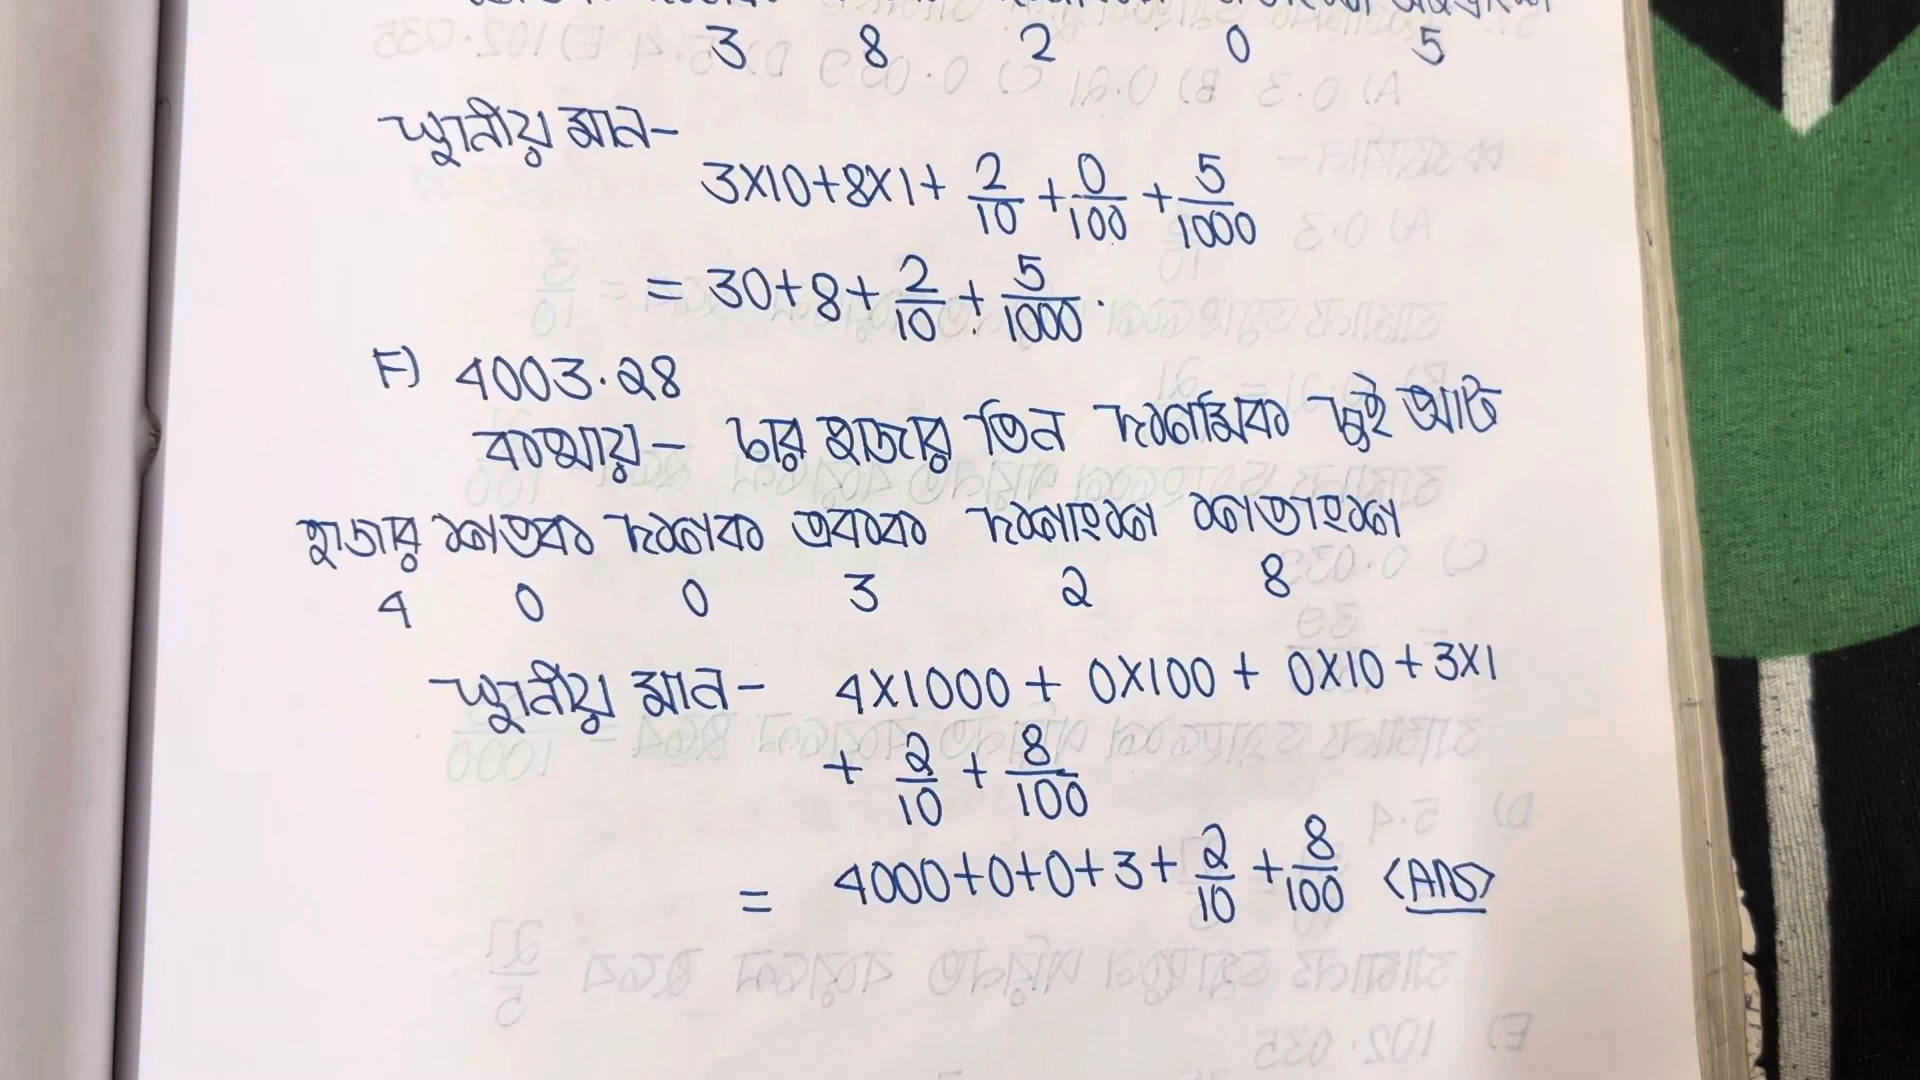 3 8 2 0 5
স্থানীয় মান-
3×10+8×1+ 2/10 + 0/100 + 5/1000
= 30+8+ 2/10 + 5/1000.
F) 4003.28
কথায়- চার হাজার তিন দশমিক দুই আট
হাজার শতক দশক একক দশাংশ শতাংশ
4 0 0 3 2 8
স্থানীয় মান- 4×1000 + 0×100 + 0×10 + 3×1
+ 2/10 + 8/100
= 4000+0+0+3+ 2/10 + 8/100 <ANS>